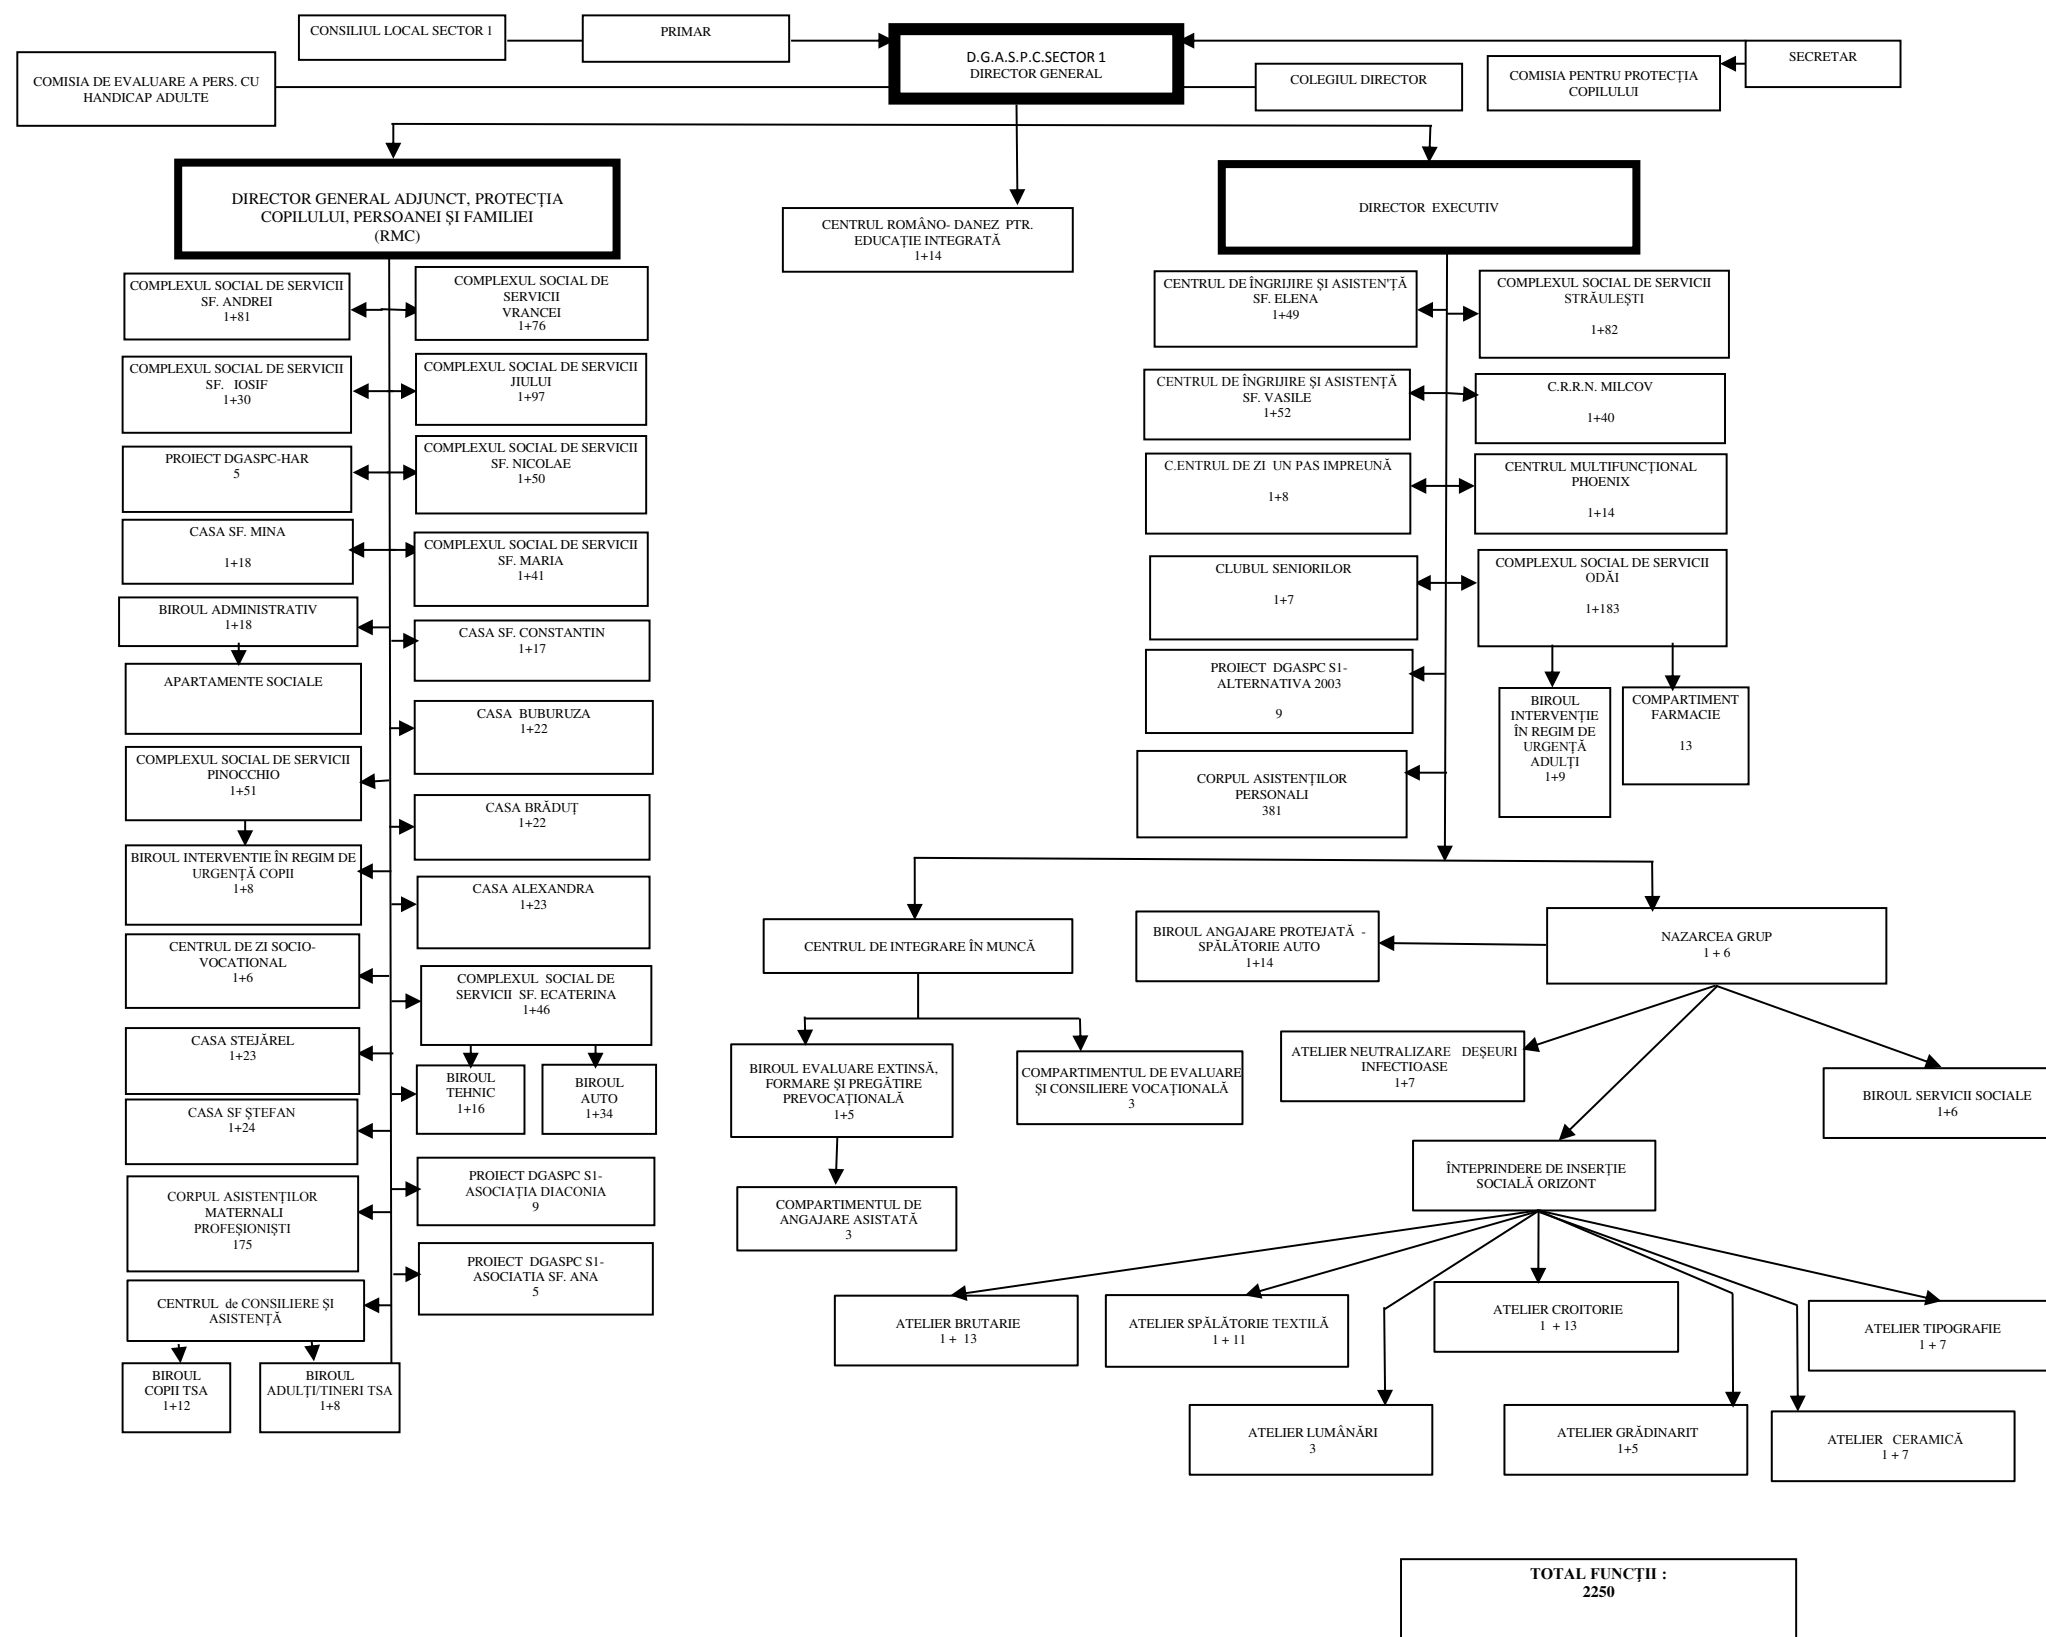 CONSILIUL LOCAL SECTOR 1
PRIMAR
D.G.A.S.P.C.SECTOR 1
DIRECTOR GENERAL
SECRETAR
COMISIA DE EVALUARE A PERS. CU
HANDICAP ADULTE
COLEGIUL DIRECTOR
COMISIA PENTRU PROTECȚIA
COPILULUI
DIRECTOR GENERAL ADJUNCT, PROTECȚIA
COPILULUI, PERSOANEI ȘI FAMILIEI
(RMC)
CENTRUL ROMÂNO- DANEZ PTR.
EDUCAȚIE INTEGRATĂ
1+14
DIRECTOR EXECUTIV
COMPLEXUL SOCIAL DE SERVICII
SF. ANDREI
1+81
COMPLEXUL SOCIAL DE
SERVICII
VRANCEI
1+76
COMPLEXUL SOCIAL DE SERVICII
SF. IOSIF
1+30
COMPLEXUL SOCIAL DE SERVICII
JIULUI
1+97
PROIECT DGASPC-HAR
5
COMPLEXUL SOCIAL DE SERVICII
SF. NICOLAE
1+50
CASA SF. MINA
1+18
COMPLEXUL SOCIAL DE SERVICII
SF. MARIA
1+41
BIROUL ADMINISTRATIV
1+18
CASA SF. CONSTANTIN
1+17
APARTAMENTE SOCIALE
CASA BUBURUZA
1+22
COMPLEXUL SOCIAL DE SERVICII
PINOCCHIO
1+51
CASA BRĂDUȚ
1+22
BIROUL INTERVENTIE ÎN REGIM DE
URGENȚĂ COPII
1+8
CASA ALEXANDRA
1+23
CENTRUL DE ZI SOCIO-
VOCATIONAL
1+6
COMPLEXUL SOCIAL DE
SERVICII SF. ECATERINA
1+46
CASA STEJĂREL
1+23
BIROUL
TEHNIC
1+16
BIROUL
AUTO
1+34
CASA SF ȘTEFAN
1+24
PROIECT DGASPC S1-
ASOCIAȚIA DIACONIA
9
CORPUL ASISTENȚILOR
MATERNALI
PROFEȘIONIȘTI
175
PROIECT DGASPC S1-
ASOCIATIA SF. ANA
5
CENTRUL de CONSILIERE ȘI
ASISTENȚĂ
BIROUL
COPII TSA
1+12
BIROUL
ADULȚI/TINERI TSA
1+8
CENTRUL DE ÎNGRIJIRE ȘI ASISTEN'ȚĂ
SF. ELENA
1+49
COMPLEXUL SOCIAL DE SERVICII
STRĂULEȘTI
1+82
CENTRUL DE ÎNGRIJIRE ȘI ASISTENȚĂ
SF. VASILE
1+52
C.R.R.N. MILCOV
1+40
C.ENTRUL DE ZI UN PAS IMPREUNĂ
1+8
CENTRUL MULTIFUNCȚIONAL
PHOENIX
1+14
CLUBUL SENIORILOR
1+7
COMPLEXUL SOCIAL DE SERVICII
ODĂI
1+183
PROIECT DGASPC S1-
ALTERNATIVA 2003
9
BIROUL
INTERVENȚIE
ÎN REGIM DE
URGENȚĂ
ADULȚI
1+9
COMPARTIMENT
FARMACIE
13
CORPUL ASISTENȚILOR
PERSONALI
381
CENTRUL DE INTEGRARE ÎN MUNCĂ
BIROUL ANGAJARE PROTEJATĂ -
SPĂLĂTORIE AUTO
1+14
NAZARCEA GRUP
1 + 6
BIROUL EVALUARE EXTINSĂ,
FORMARE ȘI PREGĂTIRE
PREVOCAȚIONALĂ
1+5
COMPARTIMENTUL DE EVALUARE
ȘI CONSILIERE VOCAȚIONALĂ
3
ATELIER NEUTRALIZARE DEȘEURI
INFECTIOASE
1+7
BIROUL SERVICII SOCIALE
1+6
COMPARTIMENTUL DE
ANGAJARE ASISTATĂ
3
ÎNTEPRINDERE DE INSERȚIE
SOCIALĂ ORIZONT
ATELIER BRUTARIE
1 + 13
ATELIER SPĂLĂTORIE TEXTILĂ
1 + 11
ATELIER CROITORIE
1 + 13
ATELIER TIPOGRAFIE
1 + 7
ATELIER LUMÂNĂRI
3
ATELIER GRĂDINARIT
1+5
ATELIER CERAMICĂ
1 + 7
TOTAL FUNCȚII :
2250